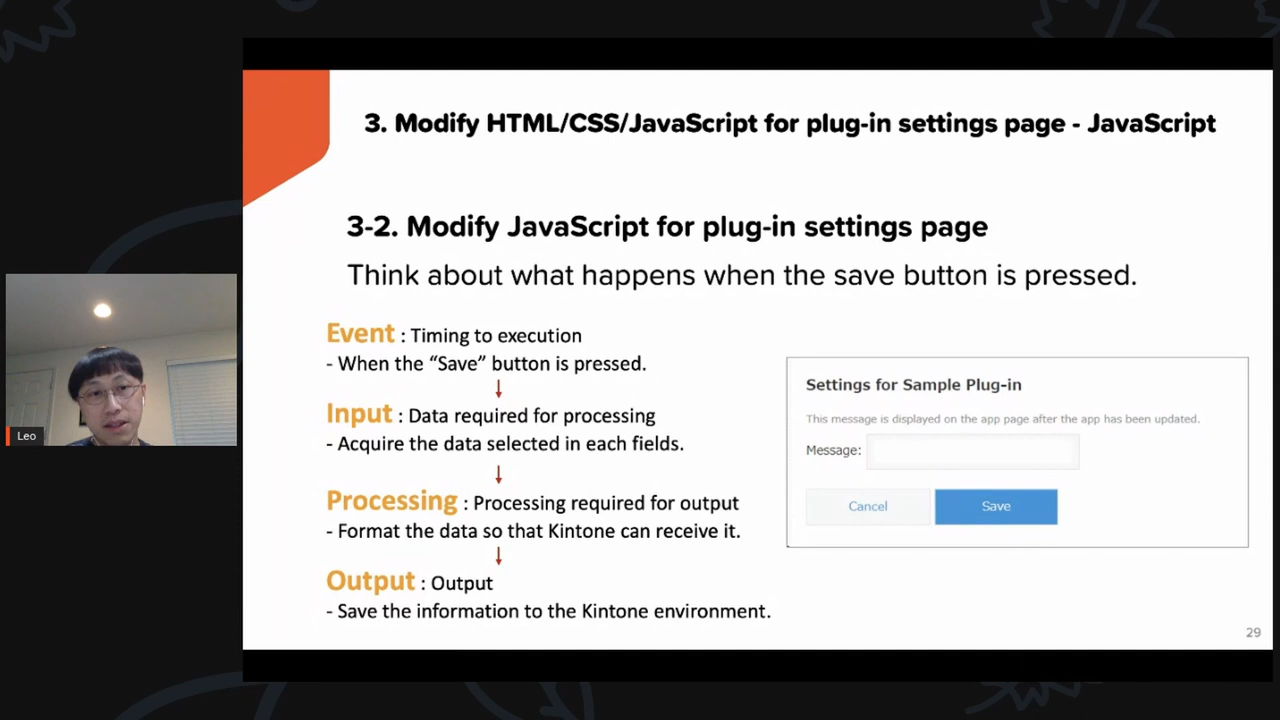 3. Modify HTML/CSS/JavaScript for plug-in settings page - JavaScript
3-2. Modify JavaScript for plug-in settings page
Think about what happens when the save button is pressed.
Event : Timing to execution
- When the “Save” button is pressed.
Input : Data required for processing
- Acquire the data selected in each fields.
Processing : Processing required for output
- Format the data so that Kintone can receive it.
Output : Output
- Save the information to the Kintone environment.
Settings for Sample Plug-in
This message is displayed on the app page after the app has been updated.
Message:
Cancel
Save
29
Leo